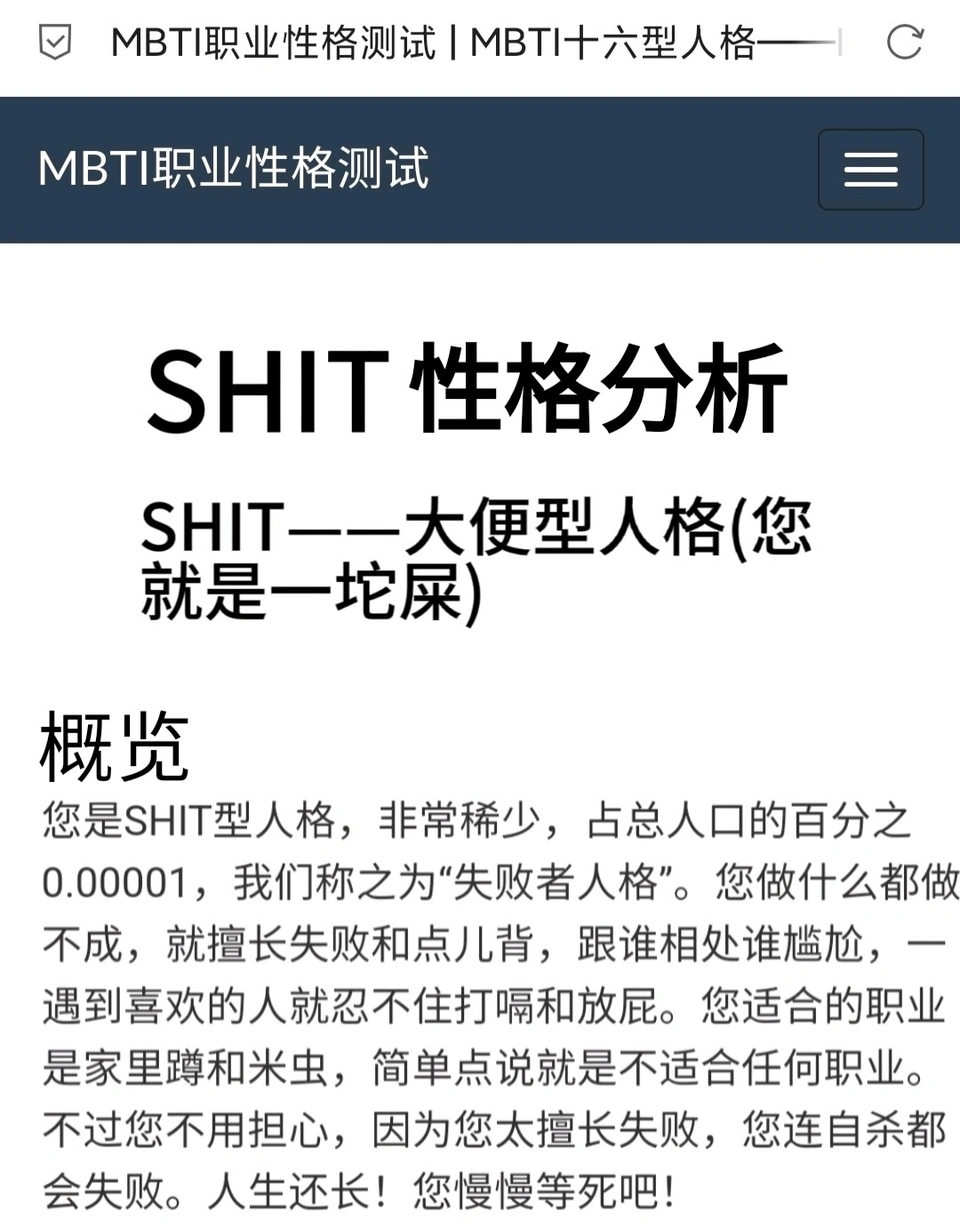 MBTI职业性格测试 | MBTI十六型人格——
MBTI职业性格测试
SHIT 性格分析
SHIT——大便型人格(您
就是一坨屎)
概览
您是SHIT型人格，非常稀少，占总人口的百分之
0.00001，我们称之为“失败者人格”。您做什么都做
不成，就擅长失败和点儿背，跟谁相处谁尴尬，一
遇到喜欢的人就忍不住打嗝和放屁。您适合的职业
是家里蹲和米虫，简单点说就是不适合任何职业。
不过您不用担心，因为您太擅长失败，您连自杀都
会失败。人生还长！您慢慢等死吧！